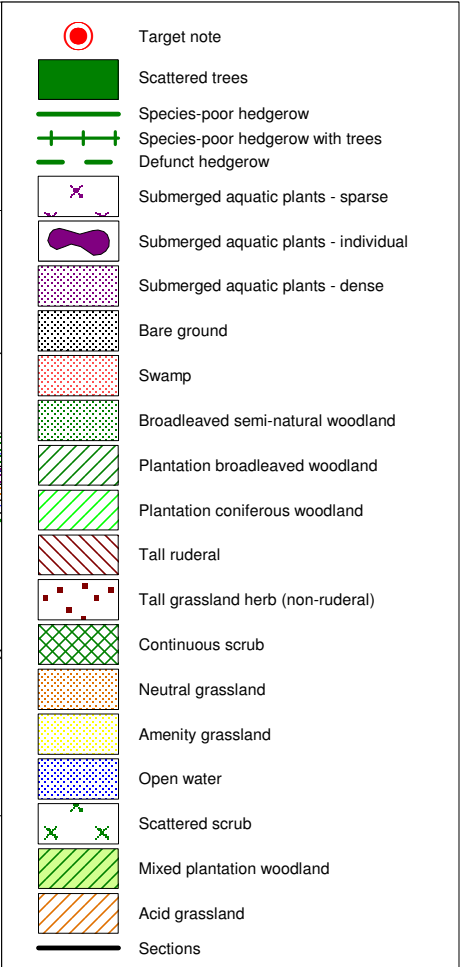 Target note
Scattered trees
Species-poor hedgerow
Species-poor hedgerow with trees
Defunct hedgerow
Submerged aquatic plants - sparse
Submerged aquatic plants - individual
Submerged aquatic plants - dense
Bare ground
Swamp
Broadleaved semi-natural woodland
Plantation broadleaved woodland
Plantation coniferous woodland
Tall ruderal
Tall grassland herb (non-ruderal)
Continuous scrub
Neutral grassland
Amenity grassland
Open water
Scattered scrub
Mixed plantation woodland
Acid grassland
Sections